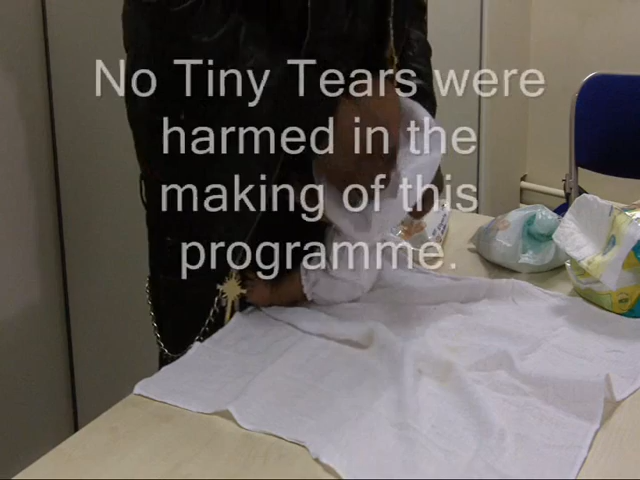 No Tiny Tears were
harmed in the
making of this
programme.